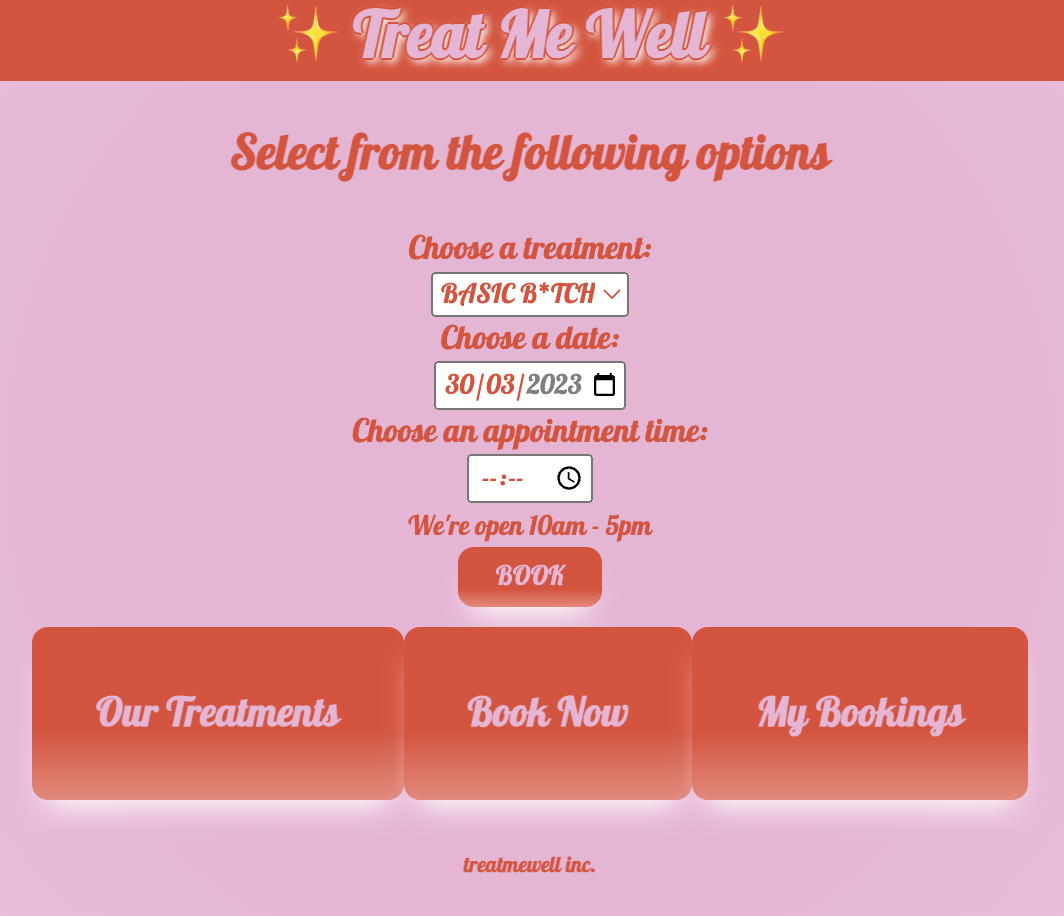 ✨ Treat Me Well ✨
Select from the following options
Choose a treatment:
BASIC B*TCH
Choose a date:
30/03/2023
Choose an appointment time:
--:--
We're open 10am - 5pm
BOOK
Our Treatments
Book Now
My Bookings
treatmewell inc.